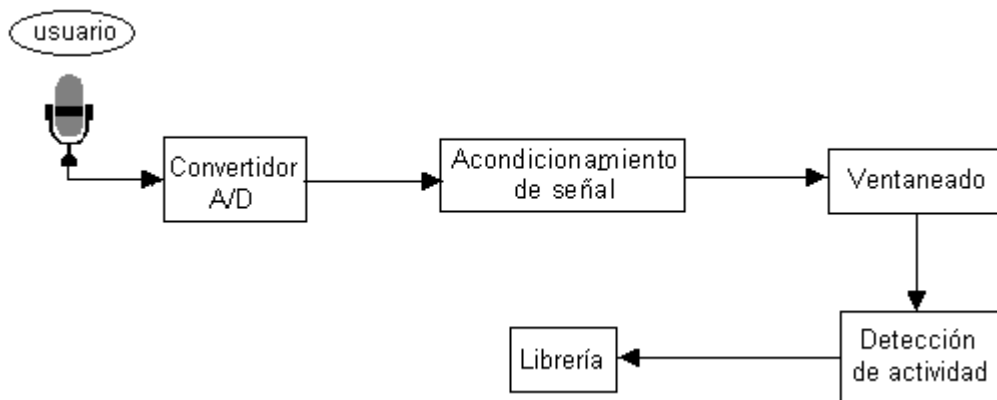 usuario
Convertidor
A/D
Acondicionamiento
de señal
Ventaneado
Detección
de actividad
Librería